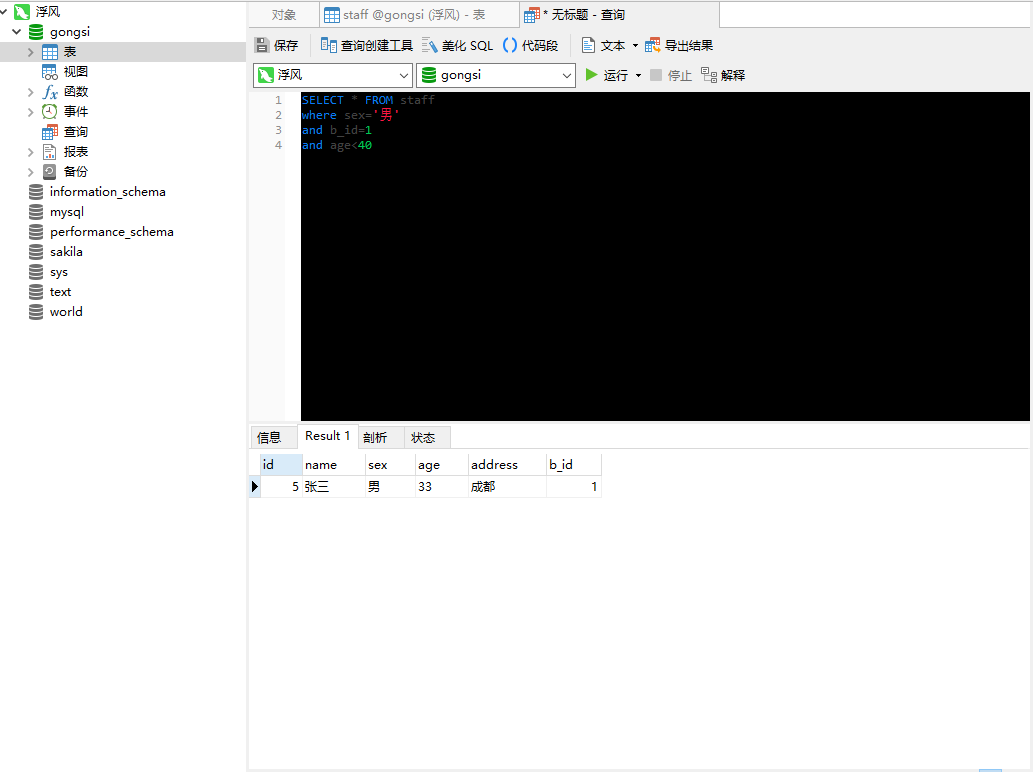 浮风
gongsi
表
视图
函数
事件
查询
报表
备份
information_schema
mysql
performance_schema
sakila
sys
text
world
对象 staff @gongsi (浮风) - 表 * 无标题 - 查询
保存 查询创建工具 美化 SQL () 代码段 文本 导出结果
浮风 gongsi 运行 停止 解释
1 SELECT * FROM staff
2 where sex='男'
3 and b_id=1
4 and age<40
信息 Result 1 剖析 状态
id name sex age address b_id
5 张三 男 33 成都 1